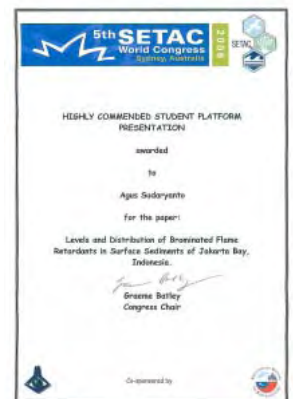 5th SETAC
World Congress
Sydney, Australia
2008
SETAC
HIGHLY COMMENDED STUDENT PLATFORM
PRESENTATION
awarded
to
Agus Sudaryanto
for the paper:
Levels and Distribution of Brominated Flame
Retardants in Surface Sediments of Jakarta Bay,
Indonesia.
Graeme Batley
Congress Chair
Co-sponsored by